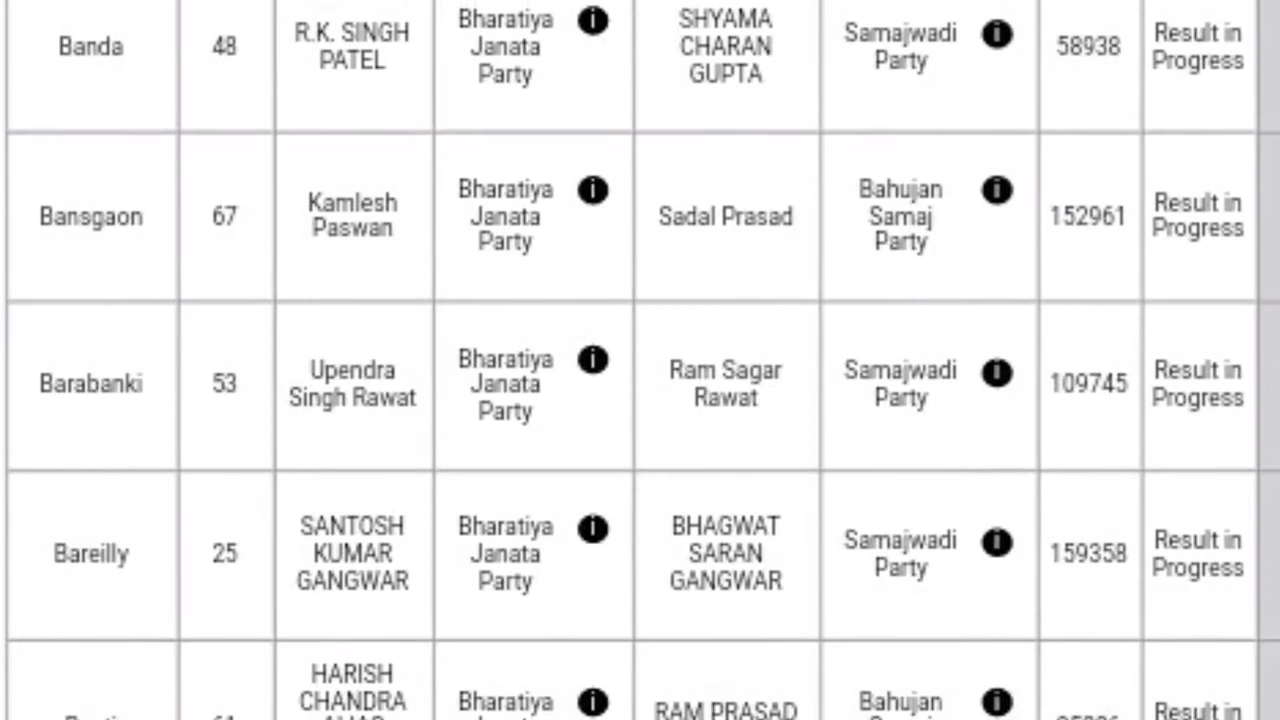 Banda 48 R.K. SINGH PATEL Bharatiya Janata Party i SHYAMA CHARAN GUPTA Samajwadi Party i 58938 Result in Progress
Bansgaon 67 Kamlesh Paswan Bharatiya Janata Party i Sadal Prasad Bahujan Samaj Party i 152961 Result in Progress
Barabanki 53 Upendra Singh Rawat Bharatiya Janata Party i Ram Sagar Rawat Samajwadi Party i 109745 Result in Progress
Bareilly 25 SANTOSH KUMAR GANGWAR Bharatiya Janata Party i BHAGWAT SARAN GANGWAR Samajwadi Party i 159358 Result in Progress
HARISH CHANDRA Bharatiya i RAM PRASAD Bahujan i Result in